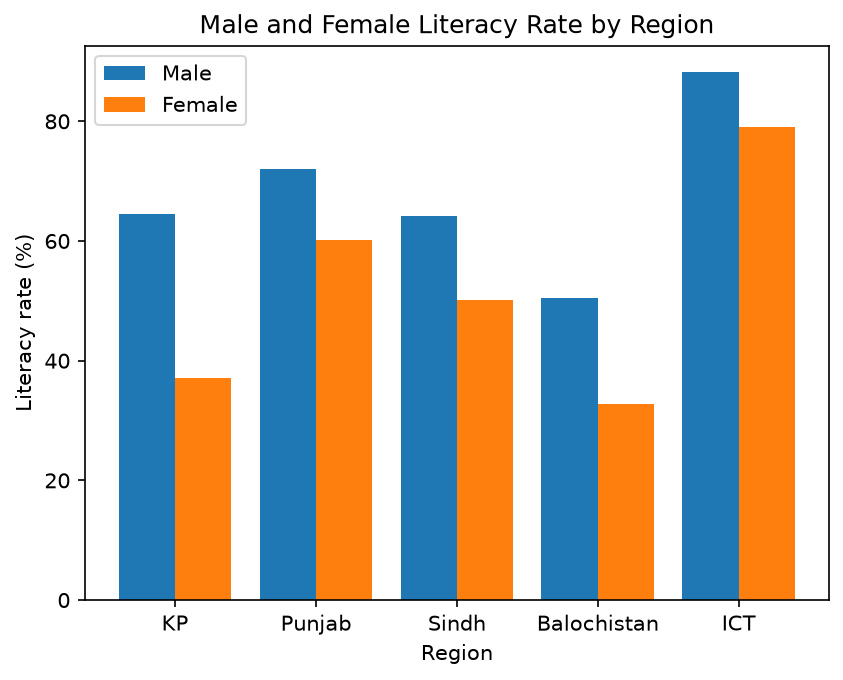 Male and Female Literacy Rate by Region
Male
Female
Literacy rate (%)
80
60
40
20
0
KP Punjab Sindh Balochistan ICT
Region